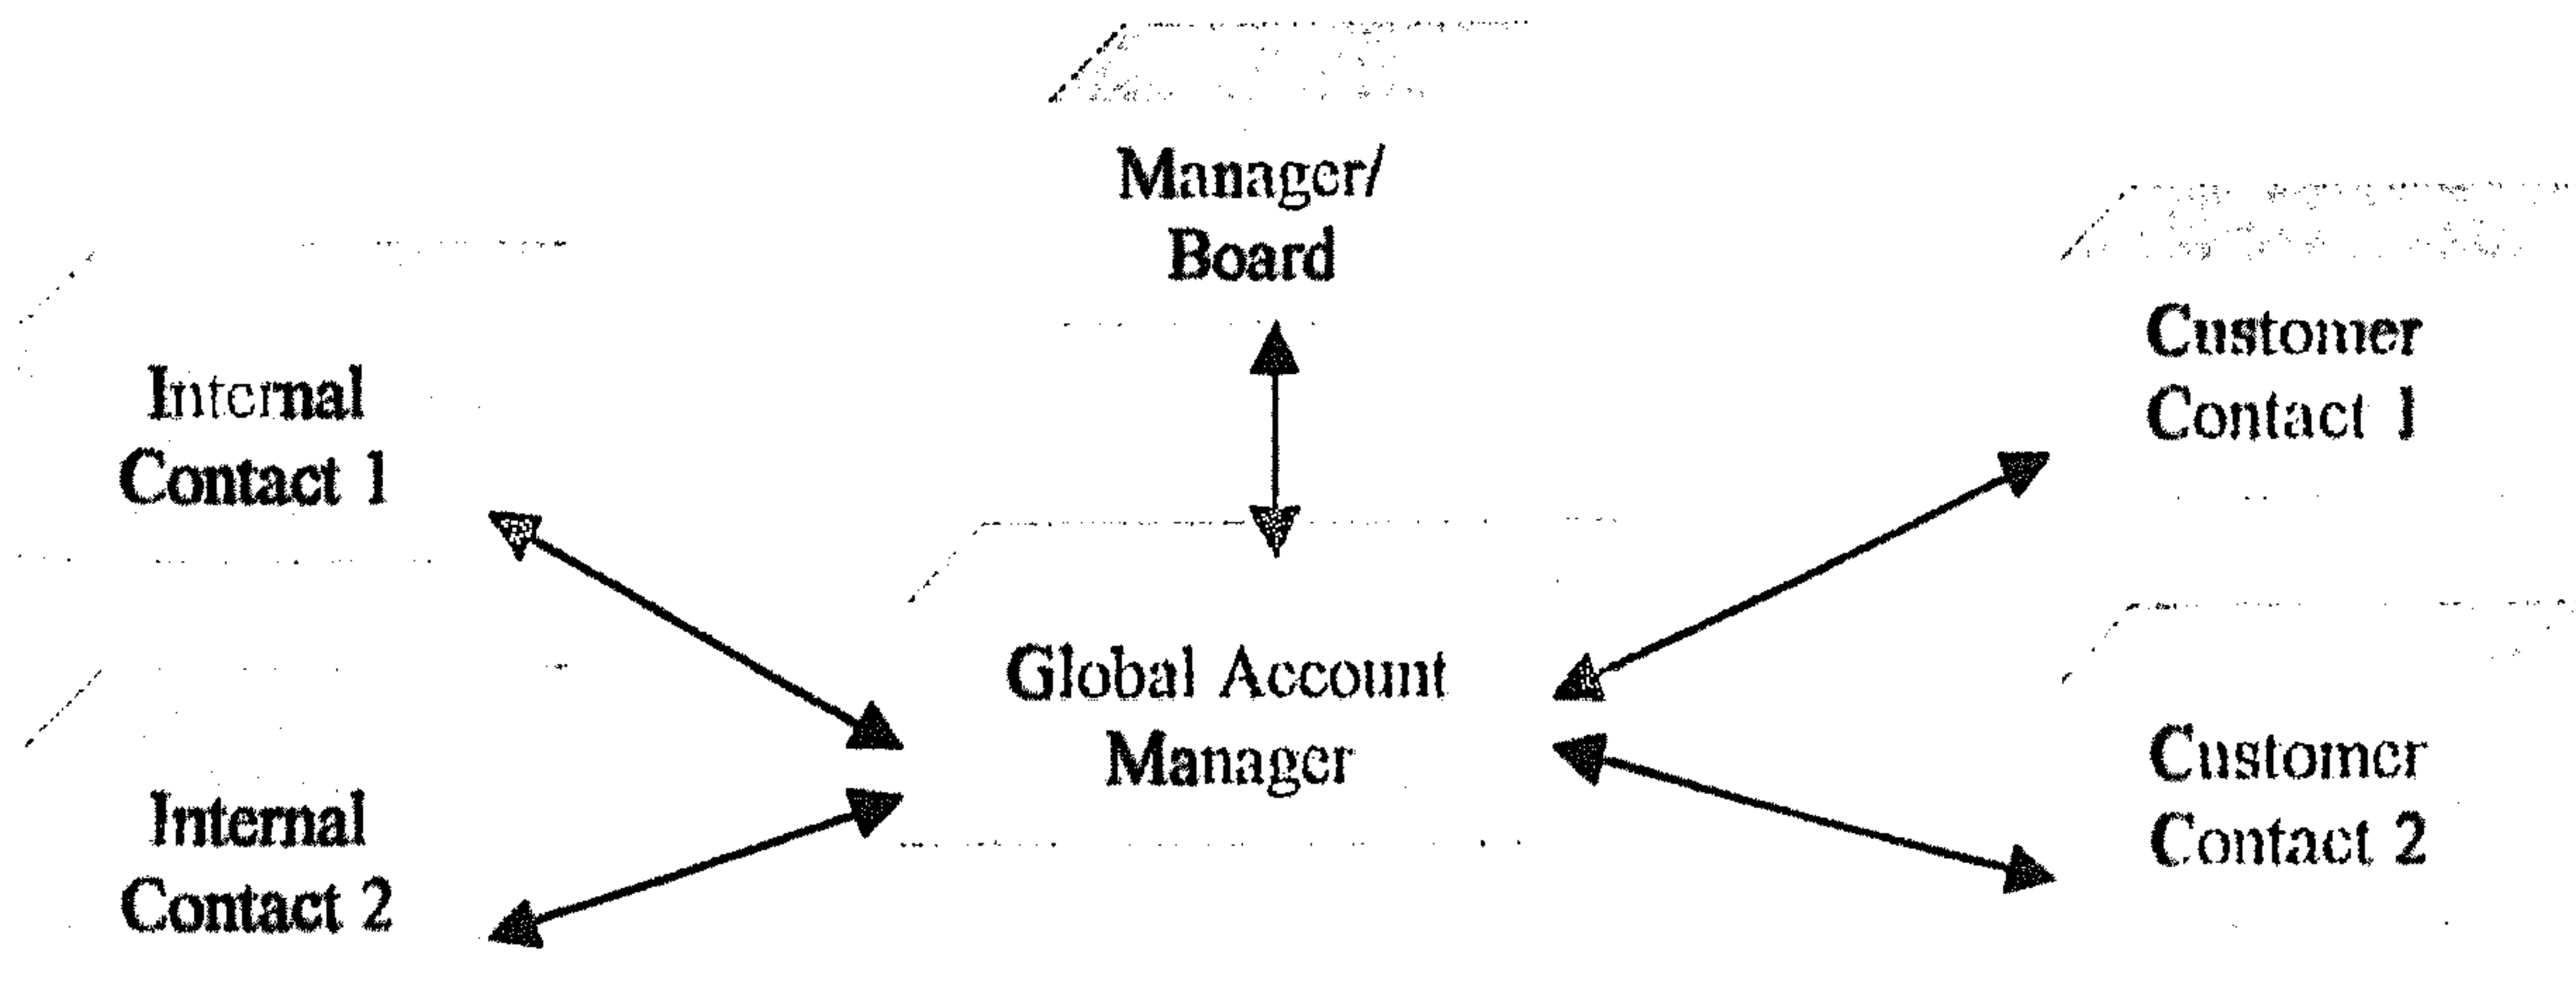 Manager/
Board
Internal
Contact 1
Customer
Contact 1
Global Account
Manager
Internal
Contact 2
Customer
Contact 2